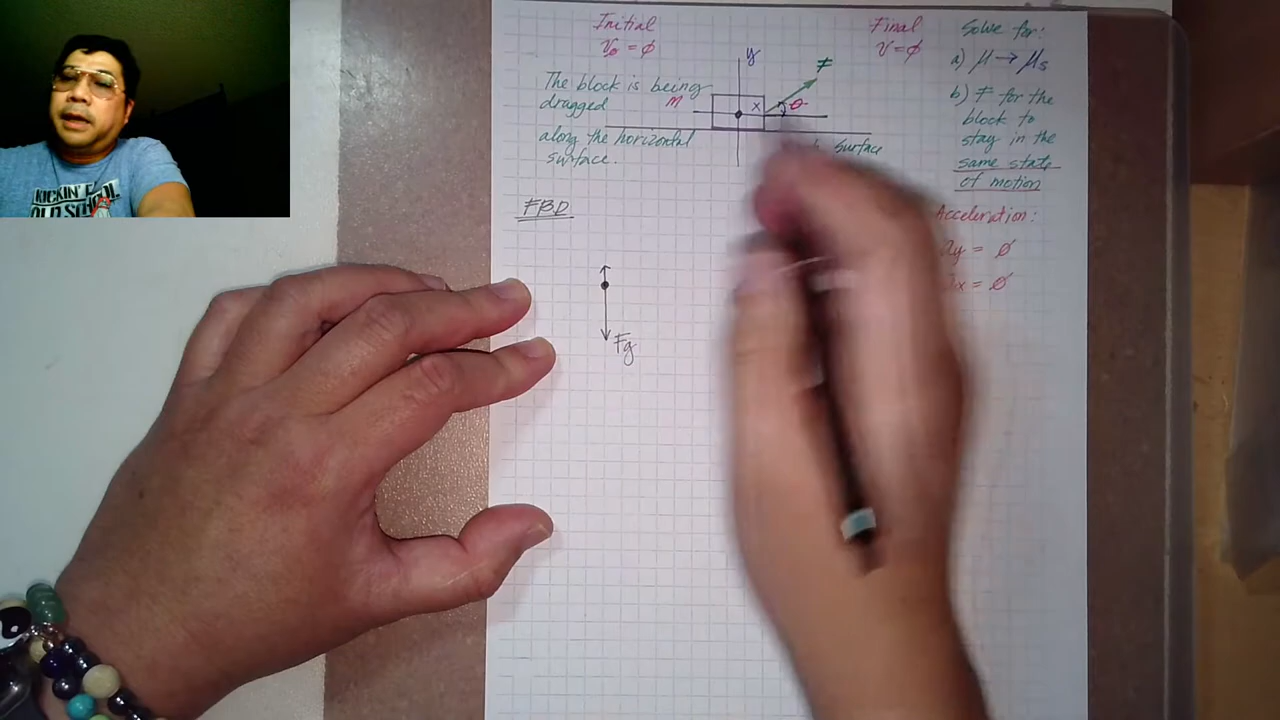 KICKIN' 
OLD SCHOOL
Initial
v₀ = ϕ
The block is being
dragged
along the horizontal
surface.
m
y
x
F
θ
surface
Final
v = ϕ
Solve for:
a) μ → μs
b) F for the
block to
stay in the
same state
of motion
Acceleration:
ay = ϕ
ax = ϕ
FBD
Fg